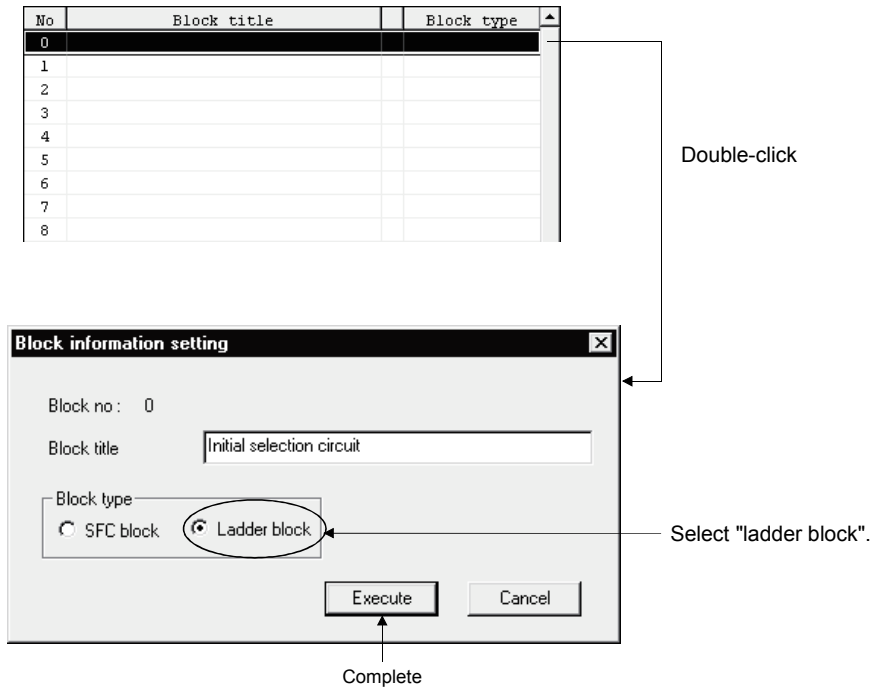 No Block title Block type
0
1
2
3
4
5
6
7
8
Double-click
Block information setting
Block no : 0
Block title Initial selection circuit
Block type
SFC block Ladder block
Select "ladder block".
Execute Cancel
Complete